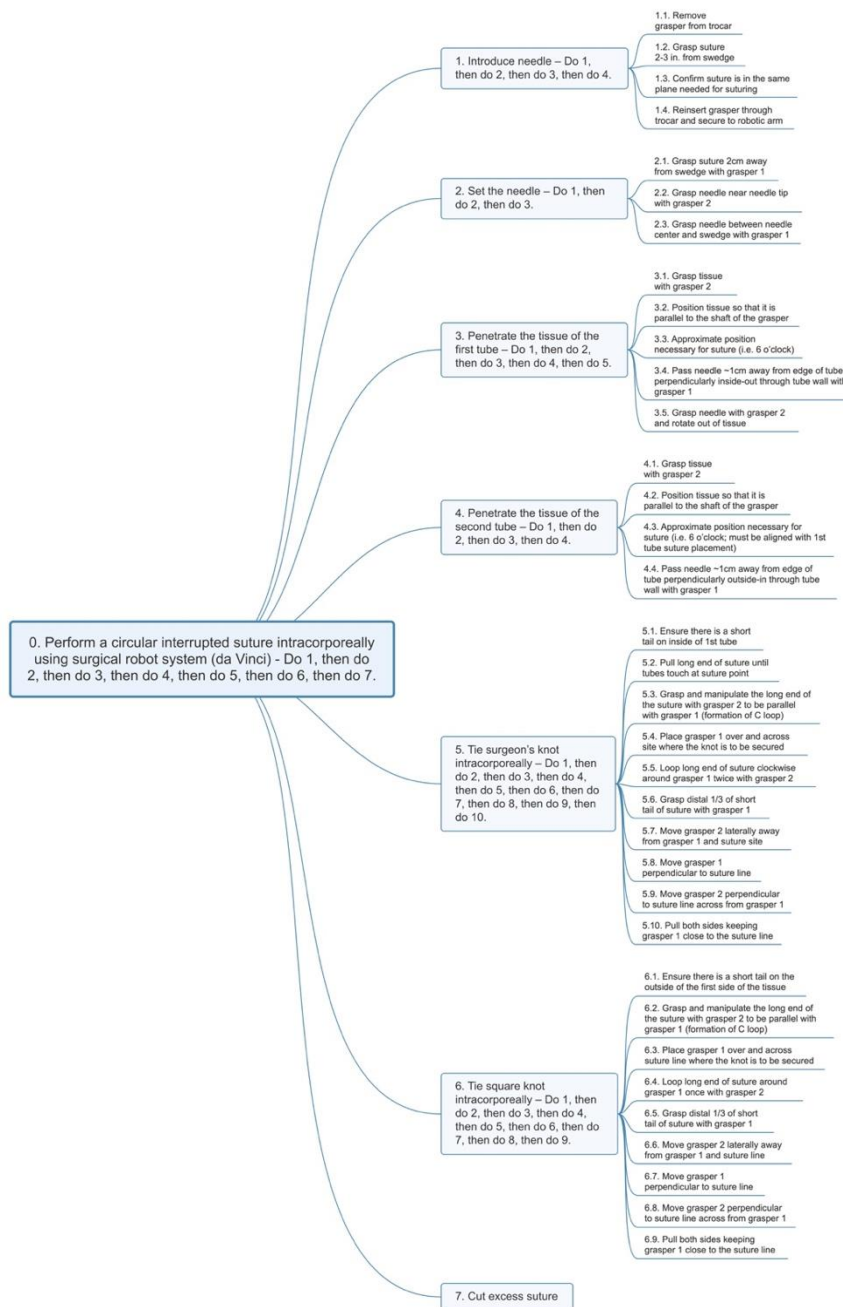 0. Perform a circular interrupted suture intracorporeally
using surgical robot system (da Vinci) - Do 1, then do
2, then do 3, then do 4, then do 5, then do 6, then do 7.
1. Introduce needle – Do 1,
then do 2, then do 3, then do 4.
1.1. Remove
grasper from trocar
1.2. Grasp suture
2-3 in. from swedge
1.3. Confirm suture is in the same
plane needed for suturing
1.4. Reinsert grasper through
trocar and secure to robotic arm
2. Set the needle – Do 1, then
do 2, then do 3.
2.1. Grasp suture 2cm away
from swedge with grasper 1
2.2. Grasp needle near needle tip
with grasper 2
2.3. Grasp needle between needle
center and swedge with grasper 1
3. Penetrate the tissue of the
first tube – Do 1, then do 2,
then do 3, then do 4, then do 5.
3.1. Grasp tissue
with grasper 2
3.2. Position tissue so that it is
parallel to the shaft of the grasper
3.3. Approximate position
necessary for suture (i.e. 6 o'clock)
3.4. Pass needle ~1cm away from edge of tube
perpendicularly inside-out through tube wall with
grasper 1
3.5. Grasp needle with grasper 2
and rotate out of tissue
4. Penetrate the tissue of the
second tube – Do 1, then do
2, then do 3, then do 4.
4.1. Grasp tissue
with grasper 2
4.2. Position tissue so that it is
parallel to the shaft of the grasper
4.3. Approximate position necessary for
suture (i.e. 6 o'clock; must be aligned with 1st
tube suture placement)
4.4. Pass needle ~1cm away from edge of
tube perpendicularly outside-in through tube
wall with grasper 1
5. Tie surgeon's knot
intracorporeally – Do 1, then
do 2, then do 3, then do 4,
then do 5, then do 6, then do
7, then do 8, then do 9, then
do 10.
5.1. Ensure there is a short
tail on inside of 1st tube
5.2. Pull long end of suture until
tubes touch at suture point
5.3. Grasp and manipulate the long end of
the suture with grasper 2 to be parallel
with grasper 1 (formation of C loop)
5.4. Place grasper 1 over and across
site where the knot is to be secured
5.5. Loop long end of suture clockwise
around grasper 1 twice with grasper 2
5.6. Grasp distal 1/3 of short
tail of suture with grasper 1
5.7. Move grasper 2 laterally away
from grasper 1 and suture site
5.8. Move grasper 1
perpendicular to suture line
5.9. Move grasper 2 perpendicular
to suture line across from grasper 1
5.10. Pull both sides keeping
grasper 1 close to the suture line
6. Tie square knot
intracorporeally – Do 1, then
do 2, then do 3, then do 4,
then do 5, then do 6, then do
7, then do 8, then do 9.
6.1. Ensure there is a short tail on the
outside of the first side of the tissue
6.2. Grasp and manipulate the long end of
the suture with grasper 2 to be parallel with
grasper 1 (formation of C loop)
6.3. Place grasper 1 over and across
suture line where the knot is to be secured
6.4. Loop long end of suture around
grasper 1 once with grasper 2
6.5. Grasp distal 1/3 of short
tail of suture with grasper 1
6.6. Move grasper 2 laterally away
from grasper 1 and suture line
6.7. Move grasper 1
perpendicular to suture line
6.8. Move grasper 2 perpendicular
to suture line across from grasper 1
6.9. Pull both sides keeping
grasper 1 close to the suture line
7. Cut excess suture